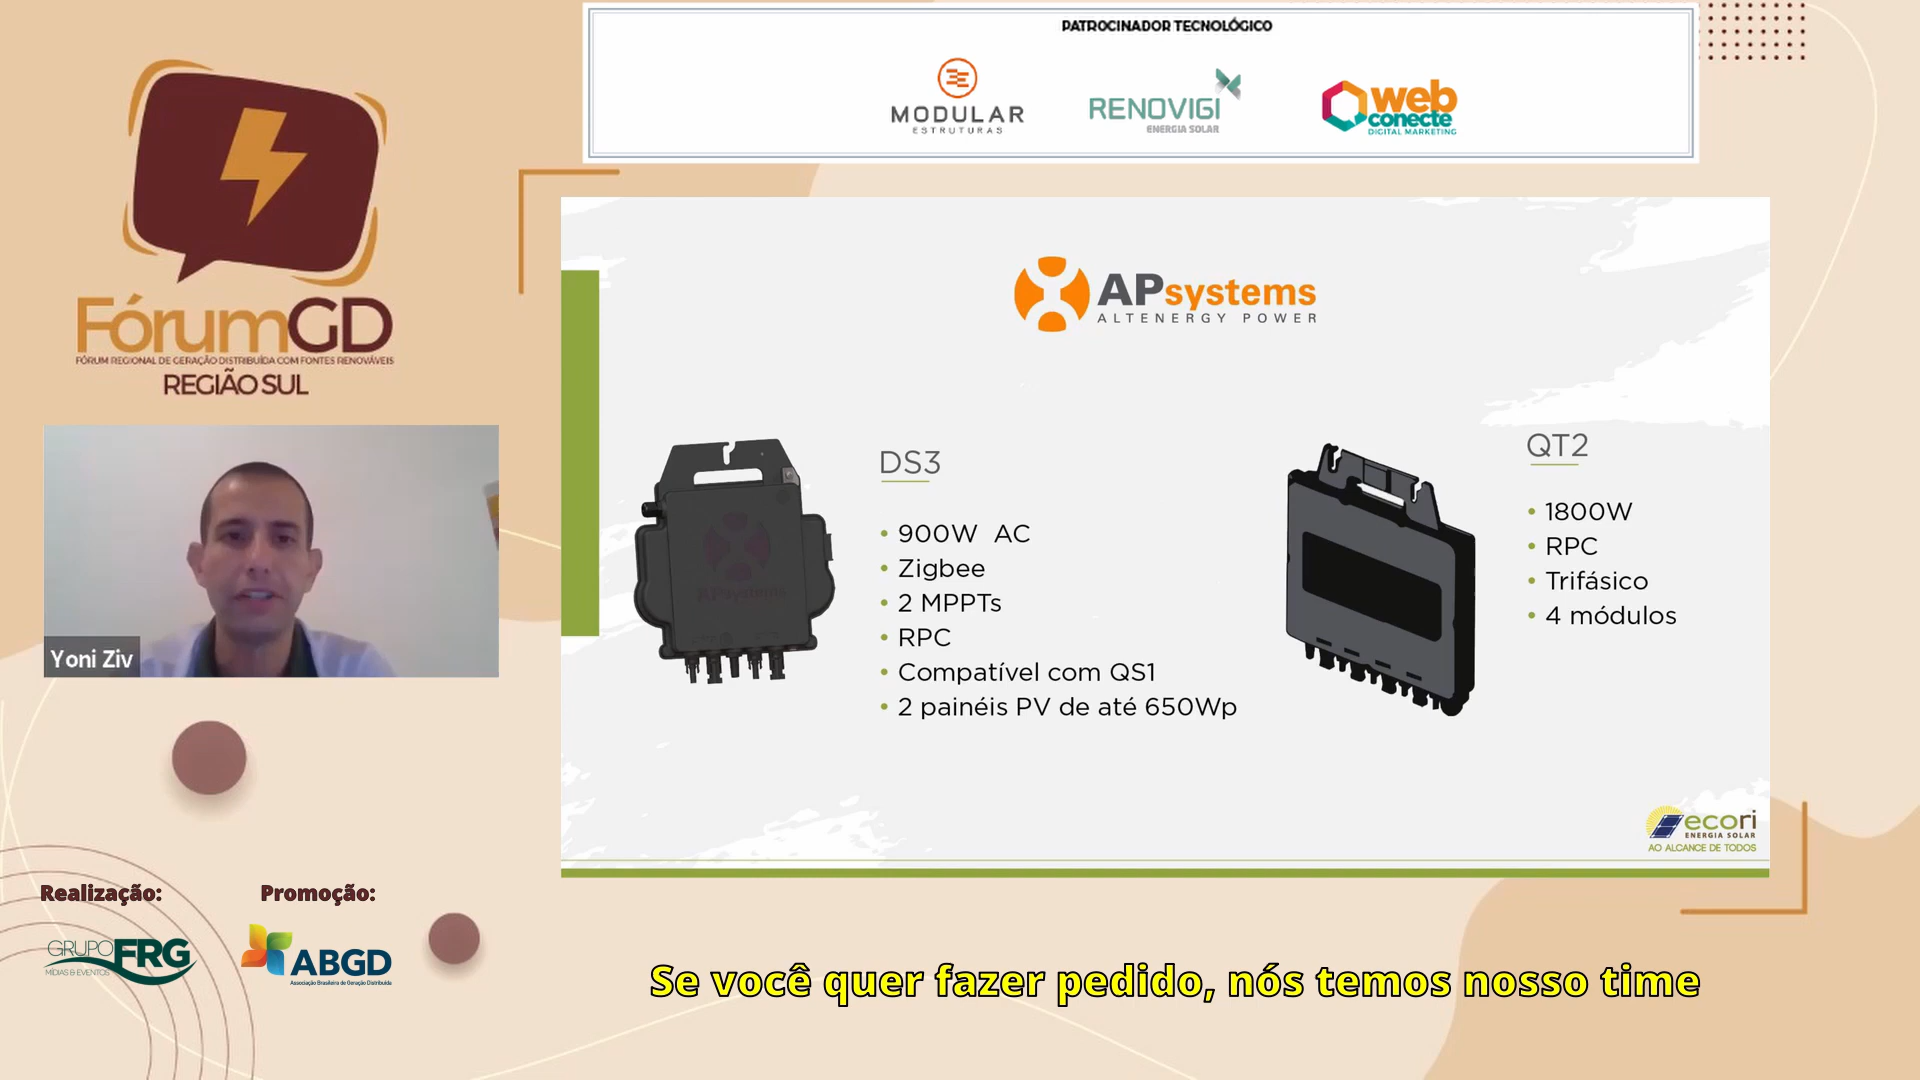 PATROCINADOR TECNOLÓGICO
MODULAR
ESTRUTURAS
RENOVIGI
ENERGIA SOLAR
web
conecte
DIGITAL MARKETING
FórumGD
FÓRUM REGIONAL DE GERAÇÃO DISTRIBUÍDA COM FONTES RENOVÁVEIS
REGIÃO SUL
Yoni Ziv
APsystems
ALTENERGY POWER
DS3
• 900W AC
• Zigbee
• 2 MPPTs
• RPC
• Compatível com QS1
• 2 painéis PV de até 650Wp
APsystems
QT2
• 1800W
• RPC
• Trifásico
• 4 módulos
ecori
ENERGIA SOLAR
AO ALCANCE DE TODOS
Realização:
GRUPO FRG
MÍDIAS & EVENTOS
Promoção:
ABGD
Associação Brasileira de Geração Distribuída
Se você quer fazer pedido, nós temos nosso time